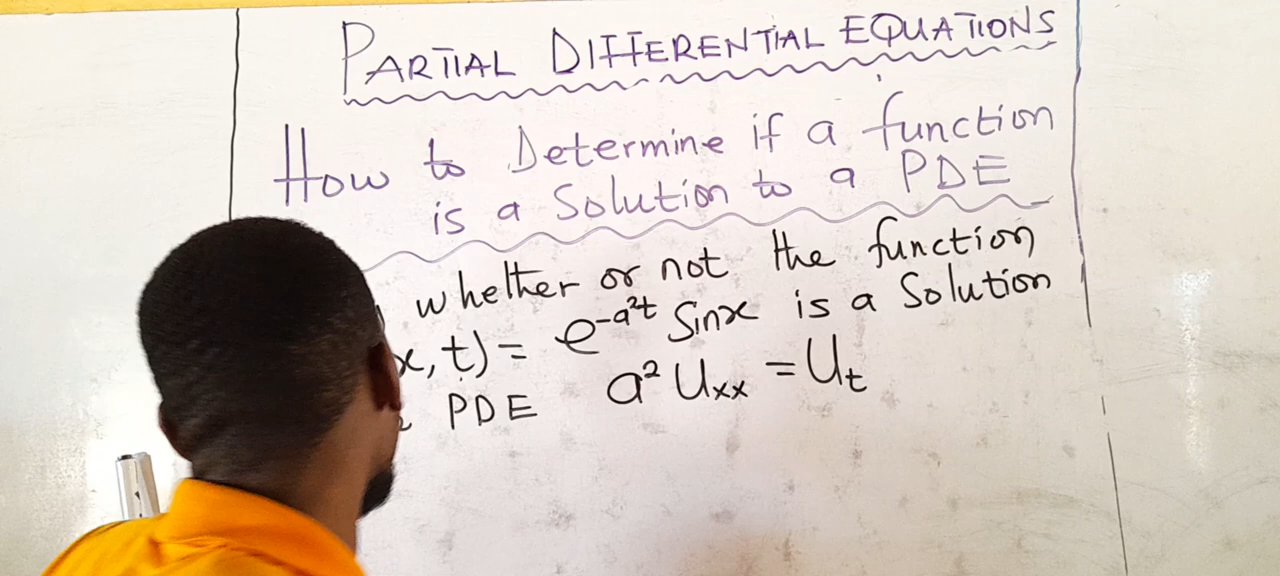 PARTIAL DIFFERENTIAL EQUATIONS
How to Determine if a function
is a Solution to a PDE
whether or not the function
x, t) = e^{-a^2t} Sinx is a Solution
PDE a² Uxx = Ut